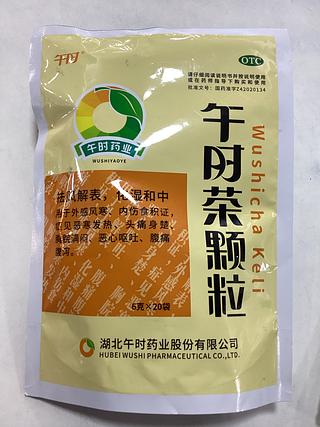 午时
OTC
请仔细阅读说明书并按说明使用
或在药师指导下购买和使用
批准文号：国药准字Z42020134
午时药业
WUSHIYAOYE
午时茶颗粒
Wushicha Keli
祛风解表，化湿和中
用于外感风寒、内伤食积证，
症见恶寒发热、头痛身楚、
胸脘满闷、恶心呕吐、腹痛
腹泻。
6克×20袋
湖北午时药业股份有限公司
HUBEI WUSHI PHARMACEUTICAL CO.,LTD.